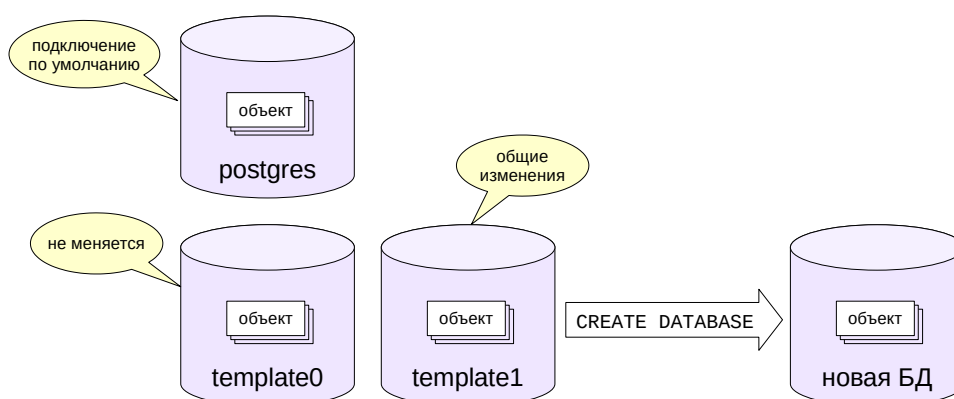 подключение
по умолчанию
объект
postgres
общие
изменения
не меняется
объект
template0
объект
template1
CREATE DATABASE
объект
новая БД